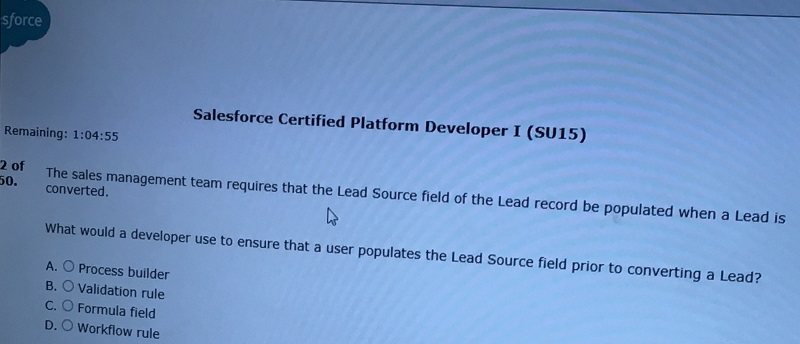 sforce
Salesforce Certified Platform Developer I (SU15)
Remaining: 1:04:55
2 of
50.
The sales management team requires that the Lead Source field of the Lead record be populated when a Lead is
converted.
What would a developer use to ensure that a user populates the Lead Source field prior to converting a Lead?
A. Process builder
B. Validation rule
C. Formula field
D. Workflow rule